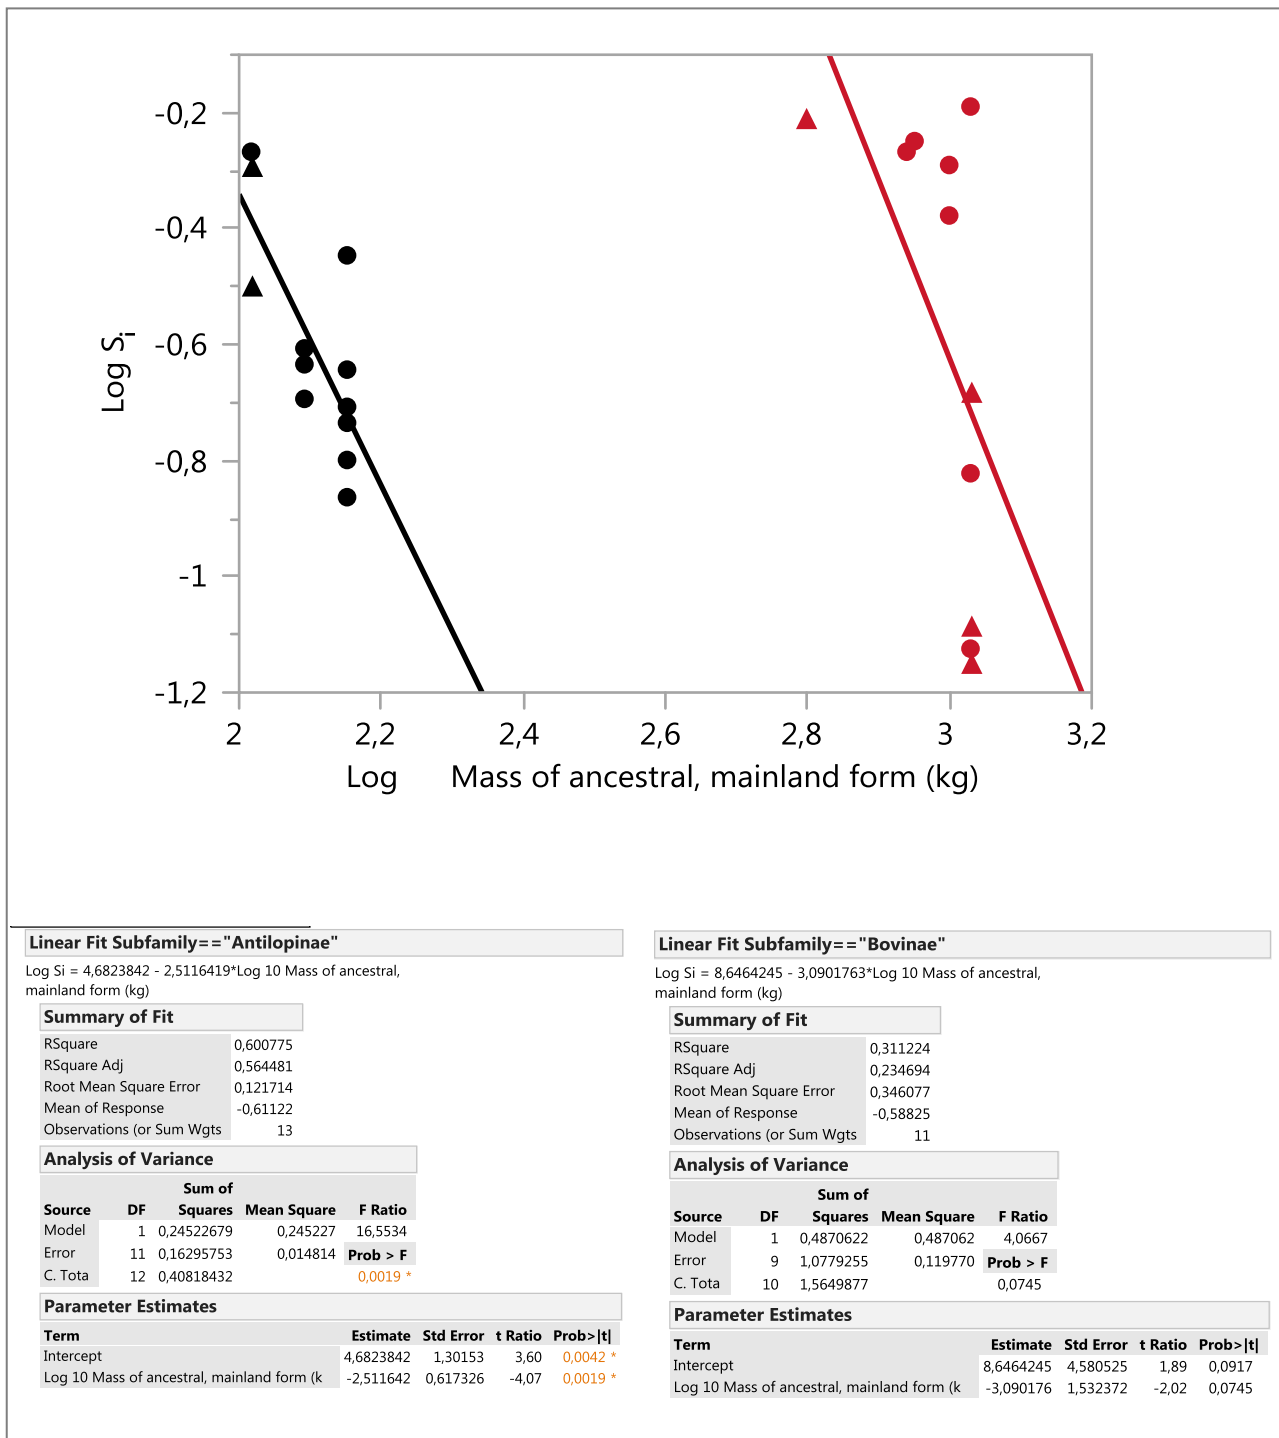 -0,2
-0,4
-0,6
-0,8
-1
-1,2
Log Si
2 2,2 2,4 2,6 2,8 3 3,2
Log Mass of ancestral, mainland form (kg)
Linear Fit Subfamily=="Antilopinae"
Log Si = 4,6823842 - 2,5116419*Log 10 Mass of ancestral,
mainland form (kg)
Summary of Fit
RSquare 0,600775
RSquare Adj 0,564481
Root Mean Square Error 0,121714
Mean of Response -0,61122
Observations (or Sum Wgts 13
Analysis of Variance
Sum of
Source DF Squares Mean Square F Ratio
Model 1 0,24522679 0,245227 16,5534
Error 11 0,16295753 0,014814 Prob > F
C. Tota 12 0,40818432 0,0019 *
Parameter Estimates
Term Estimate Std Error t Ratio Prob>|t|
Intercept 4,6823842 1,30153 3,60 0,0042 *
Log 10 Mass of ancestral, mainland form (k -2,511642 0,617326 -4,07 0,0019 *
Linear Fit Subfamily=="Bovinae"
Log Si = 8,6464245 - 3,0901763*Log 10 Mass of ancestral,
mainland form (kg)
Summary of Fit
RSquare 0,311224
RSquare Adj 0,234694
Root Mean Square Error 0,346077
Mean of Response -0,58825
Observations (or Sum Wgts 11
Analysis of Variance
Sum of
Source DF Squares Mean Square F Ratio
Model 1 0,4870622 0,487062 4,0667
Error 9 1,0779255 0,119770 Prob > F
C. Tota 10 1,5649877 0,0745
Parameter Estimates
Term Estimate Std Error t Ratio Prob>|t|
Intercept 8,6464245 4,580525 1,89 0,0917
Log 10 Mass of ancestral, mainland form (k -3,090176 1,532372 -2,02 0,0745